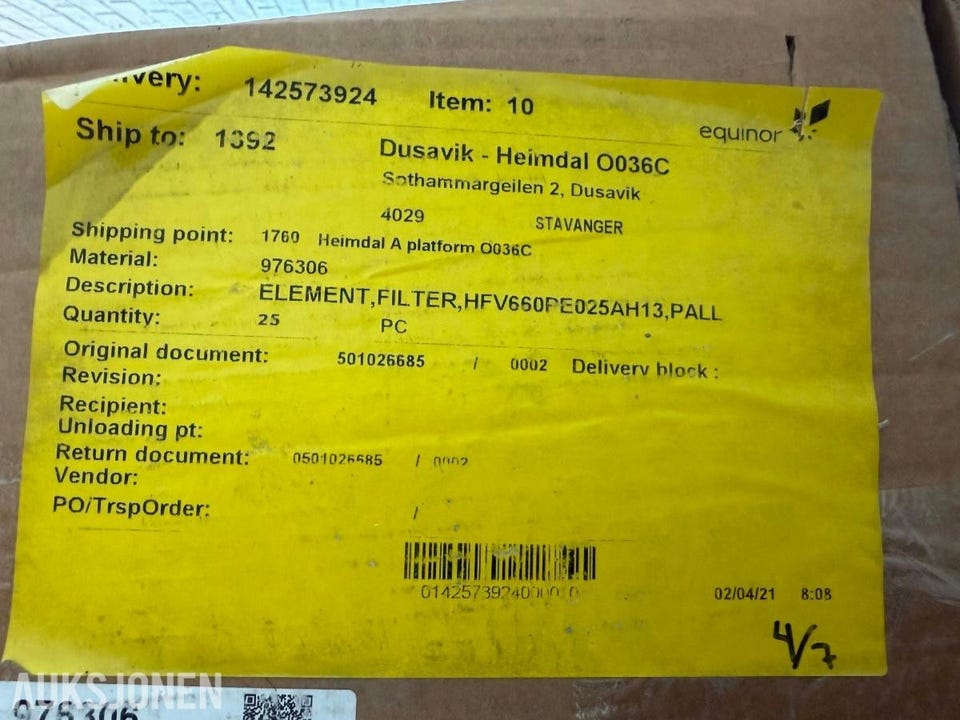 142573924 Item: 10
equinor
Ship to: 1392 Dusavik - Heimdal O036C
Sothammargeilen 2, Dusavik
4029 STAVANGER
Shipping point: 1760 Heimdal A platform O036C
Material: 976306
Description: ELEMENT,FILTER,HFV660PE025AH13,PALL
Quantity: 25 PC
Original document: 501026685 / 0002 Delivery block :
Revision:
Recipient:
Unloading pt:
Return document: 0501026685 / 0002
Vendor:
PO/TrspOrder: /
02/04/21 8:08
4/7
AUKSJONEN
976306